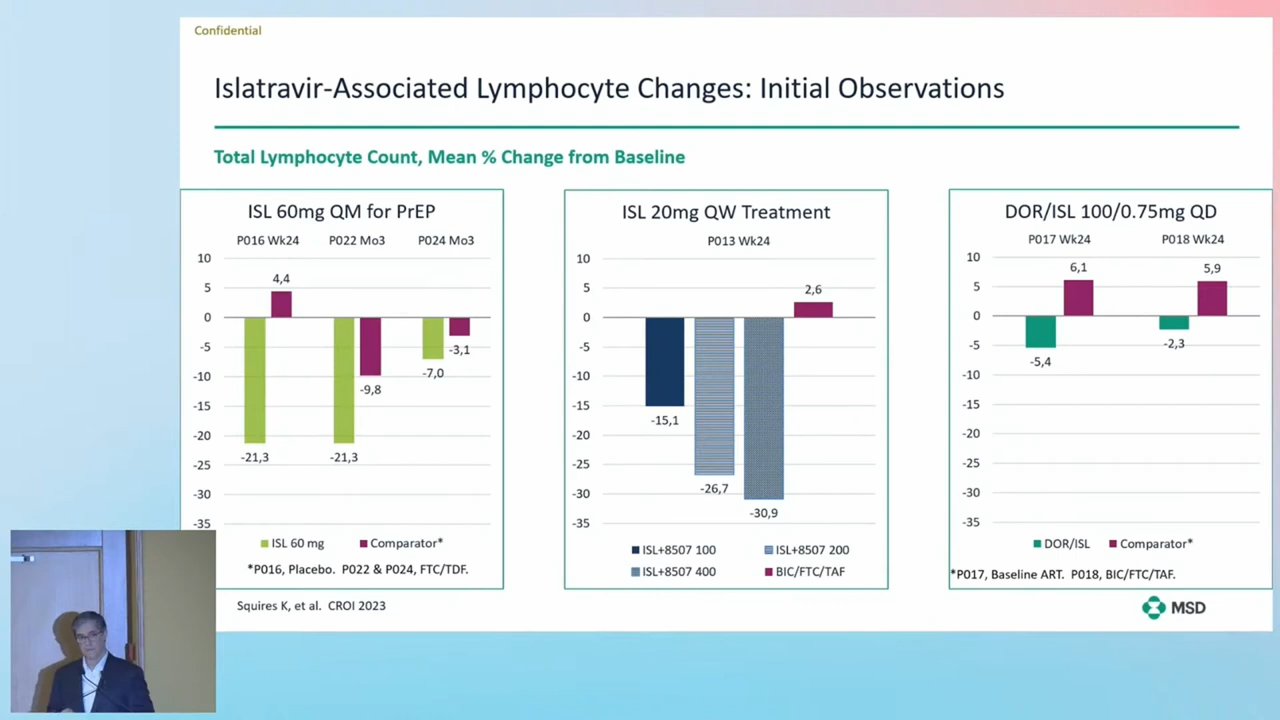 Confidential
Islatravir-Associated Lymphocyte Changes: Initial Observations
Total Lymphocyte Count, Mean % Change from Baseline
ISL 60mg QM for PrEP
P016 Wk24 P022 Mo3 P024 Mo3
10
5
0
-5
-10
-15
-20
-25
-30
-35
4,4
-3,1
-7,0
-9,8
-21,3 -21,3
ISL 60 mg Comparator*
*P016, Placebo. P022 & P024, FTC/TDF.
ISL 20mg QW Treatment
P013 Wk24
10
5
0
-5
-10
-15
-20
-25
-30
-35
2,6
-15,1
-26,7
-30,9
ISL+8507 100 ISL+8507 200
ISL+8507 400 BIC/FTC/TAF
DOR/ISL 100/0.75mg QD
P017 Wk24 P018 Wk24
10
5
0
-5
-10
-15
-20
-25
-30
-35
6,1 5,9
-2,3
-5,4
DOR/ISL Comparator*
*P017, Baseline ART. P018, BIC/FTC/TAF.
Squires K, et al. CROI 2023
MSD